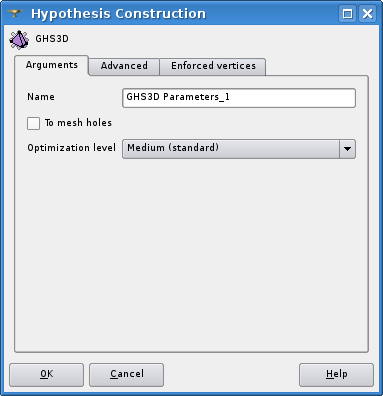 Hypothesis Construction
GHS3D
Arguments Advanced Enforced vertices
Name GHS3D Parameters_1
To mesh holes
Optimization level Medium (standard)
OK Cancel Help